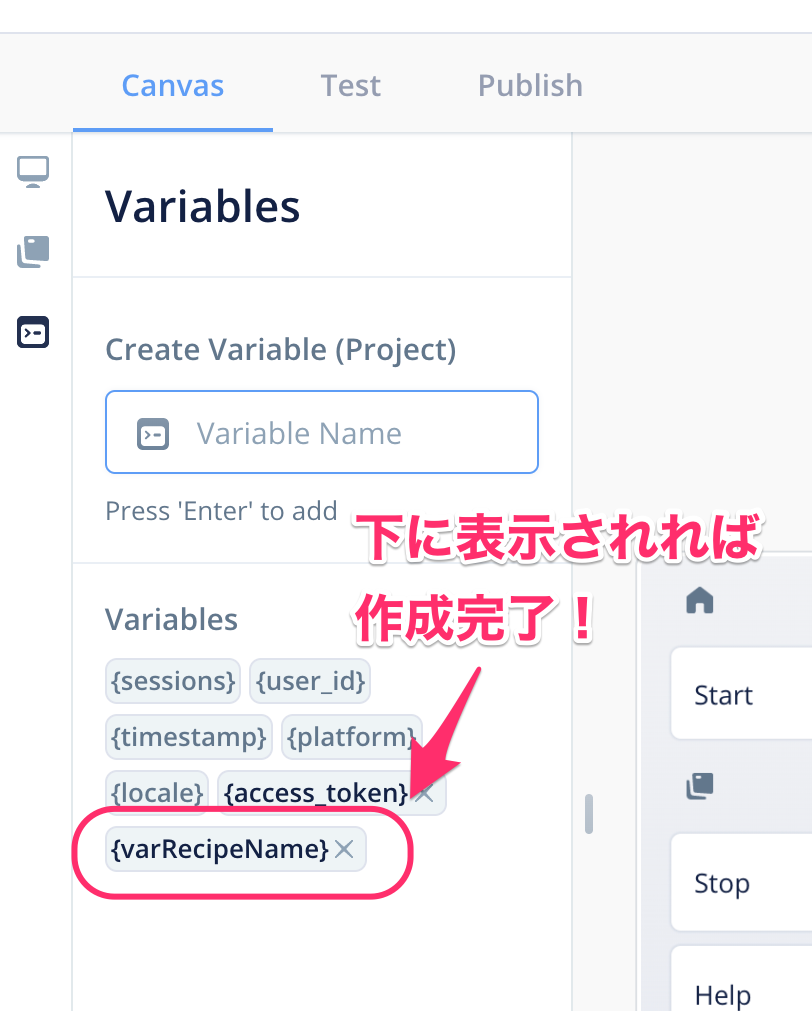 Canvas Test Publish
Variables
Create Variable (Project)
Variable Name
Press 'Enter' to add
下に表示されれば
作成完了！
Variables
{sessions} {user_id}
{timestamp} {platform}
{locale} {access_token}
{varRecipeName}
Start
Stop
Help